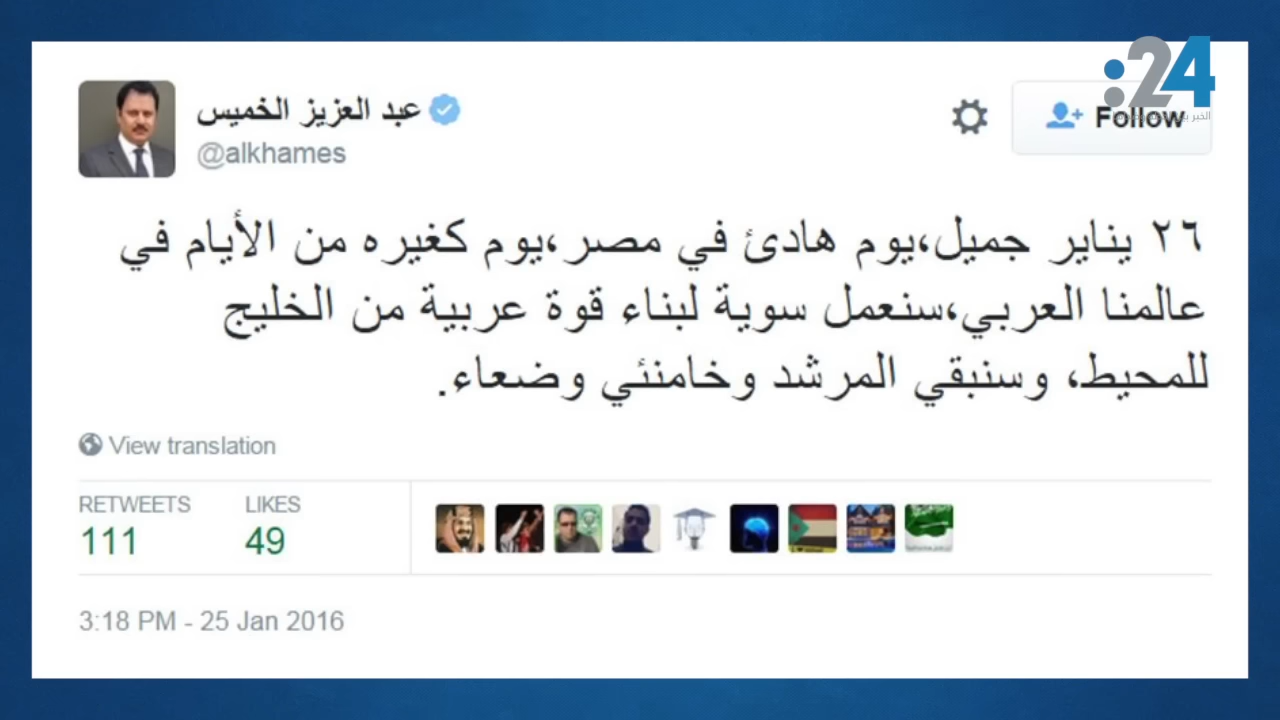 :24
عبد العزيز الخميس
@alkhames
Follow
٢٦ يناير جميل،يوم هادئ في مصر،يوم كغيره من الأيام في
عالمنا العربي،سنعمل سوية لبناء قوة عربية من الخليج
للمحيط، وسنبقي المرشد وخامنئي وضعاء.
View translation
RETWEETS LIKES
111 49
3:18 PM - 25 Jan 2016